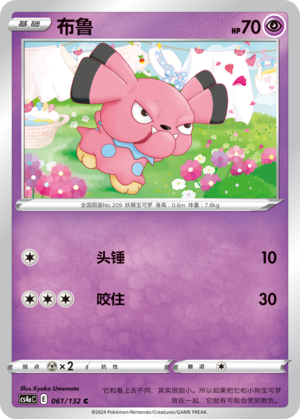 基础
布鲁
HP70
全国图鉴No.209 妖精宝可梦 身高：0.6m 体重：7.8kg
头锤 10
咬住 30
弱点 ×2 撤退
Illus.Kyoko Umemoto
CS4aC E 061/132 C
它和看上去不同，其实很胆小。所以如果把它和小狗宝可梦
放在一起，它就有可能会受到欺负。
©2024 Pokémon/Nintendo/Creatures/GAME FREAK.